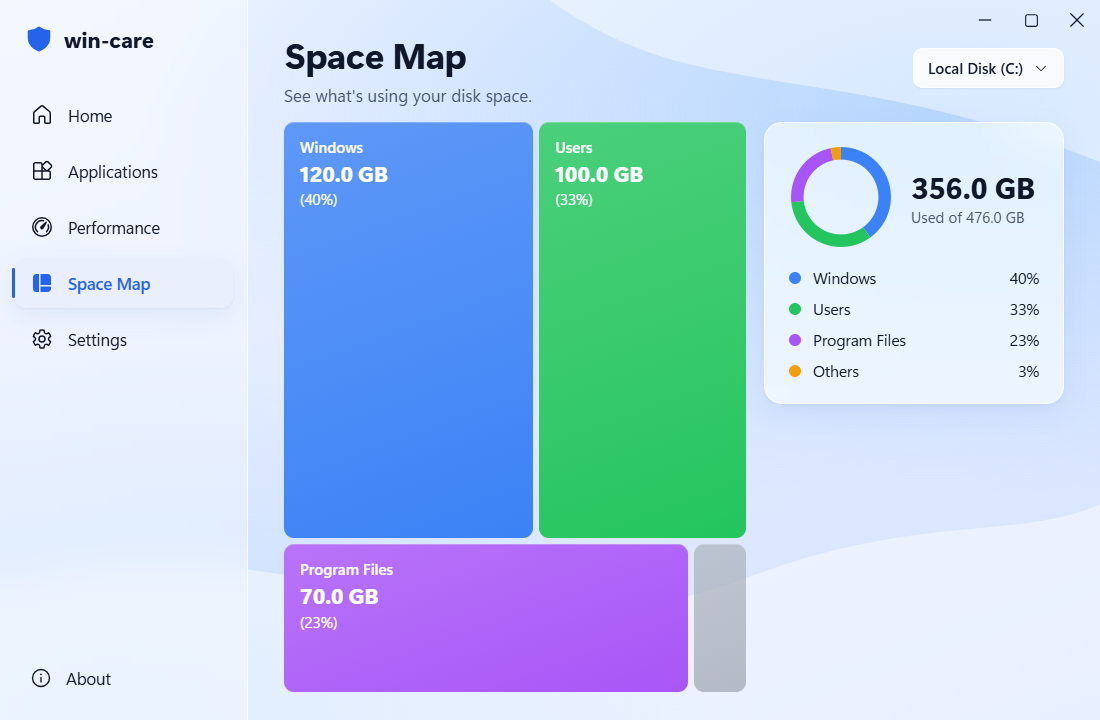 win-care
Home
Applications
Performance
Space Map
Settings
About
Space Map
See what's using your disk space.
Local Disk (C:)
Windows
120.0 GB
(40%)
Users
100.0 GB
(33%)
Program Files
70.0 GB
(23%)
356.0 GB
Used of 476.0 GB
Windows 40%
Users 33%
Program Files 23%
Others 3%